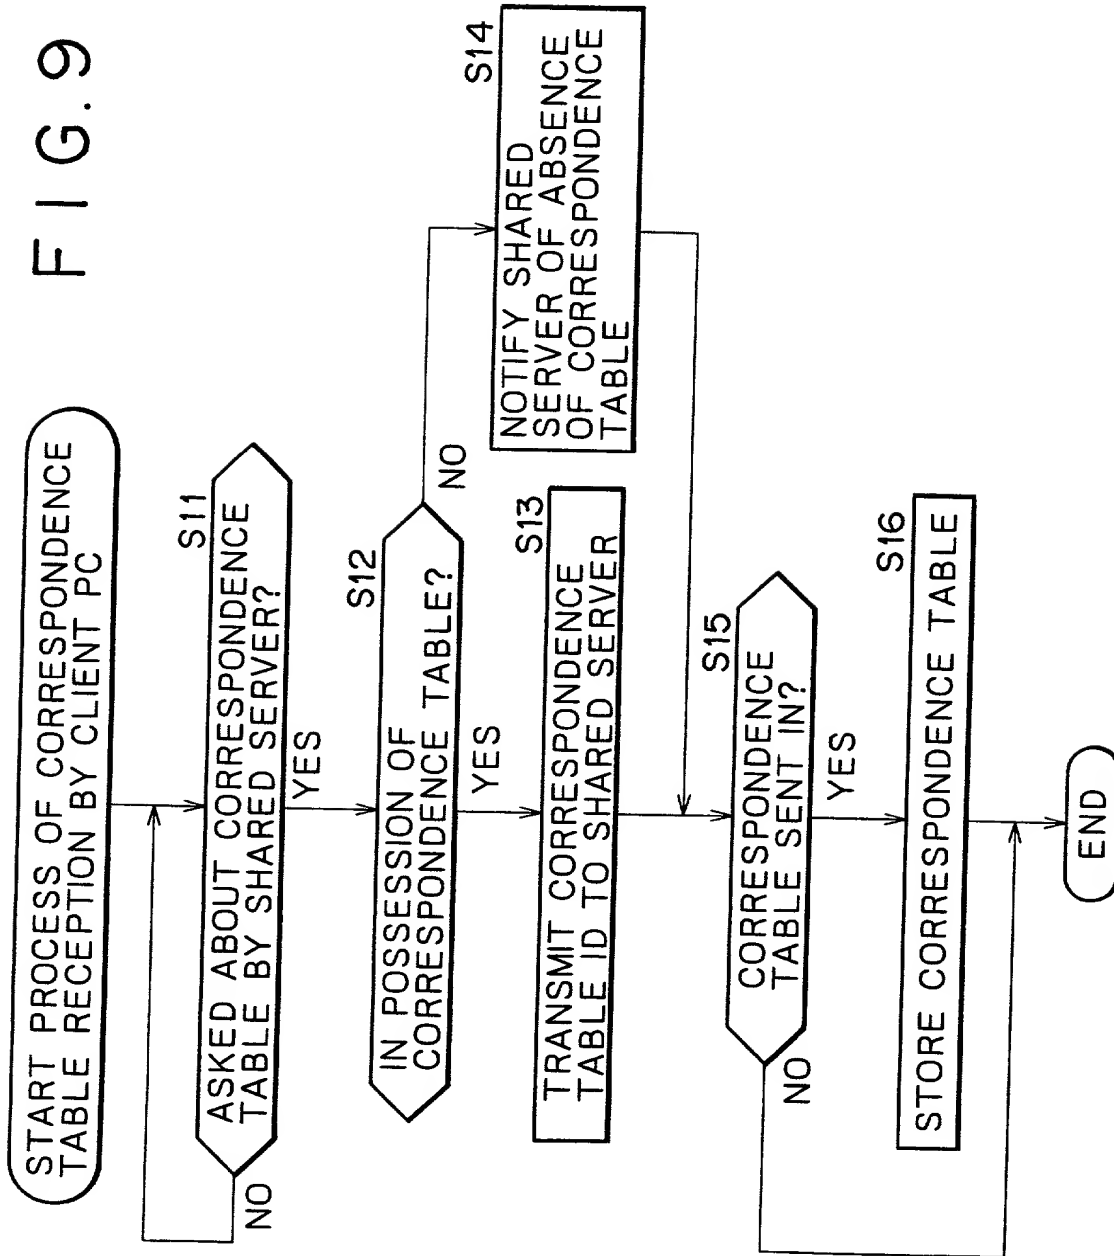 FIG.9
START PROCESS OF CORRESPONDENCE
TABLE RECEPTION BY CLIENT PC
S11
ASKED ABOUT CORRESPONDENCE
TABLE BY SHARED SERVER?
NO
YES
S12
IN POSSESSION OF
CORRESPONDENCE TABLE?
NO
YES
S13
TRANSMIT CORRESPONDENCE
TABLE ID TO SHARED SERVER
S14
NOTIFY SHARED
SERVER OF ABSENCE
OF CORRESPONDENCE
TABLE
S15
CORRESPONDENCE
TABLE SENT IN?
NO
YES
S16
STORE CORRESPONDENCE TABLE
END